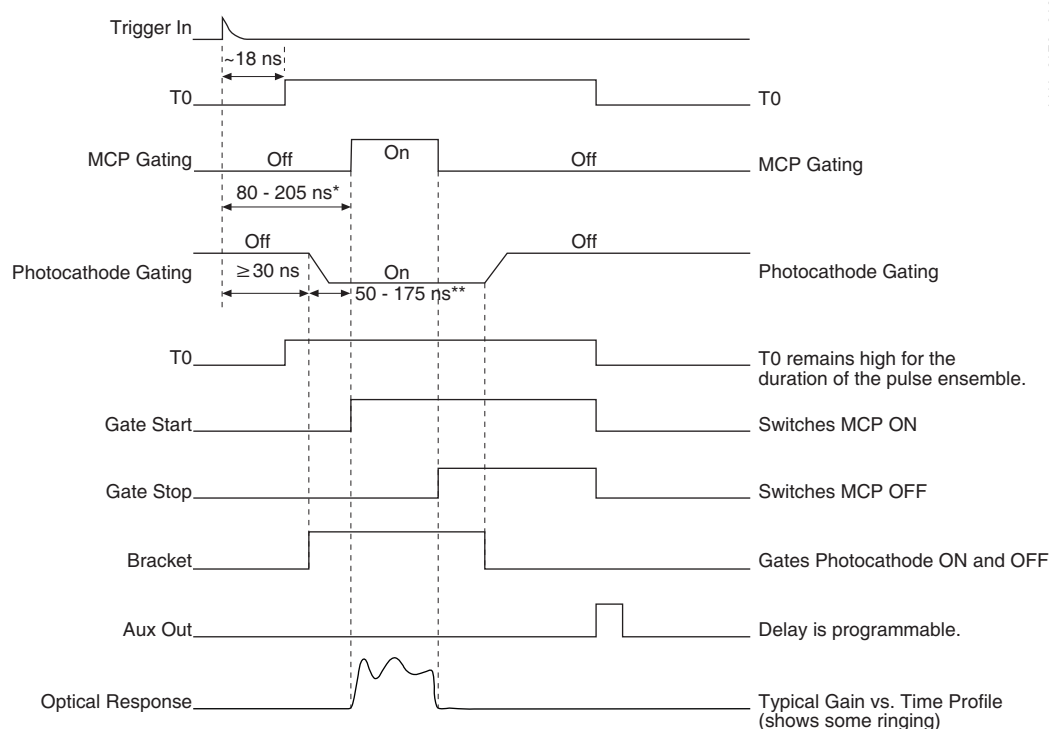 Trigger In
~18 ns
T0
T0
MCP Gating
Off
On
Off
MCP Gating
80 - 205 ns*
Off
Off
Photocathode Gating
≥30 ns
On
Photocathode Gating
50 - 175 ns**
T0
T0 remains high for the
duration of the pulse ensemble.
Gate Start
Switches MCP ON
Gate Stop
Switches MCP OFF
Bracket
Gates Photocathode ON and OFF
Aux Out
Delay is programmable.
Optical Response
Typical Gain vs. Time Profile
(shows some ringing)